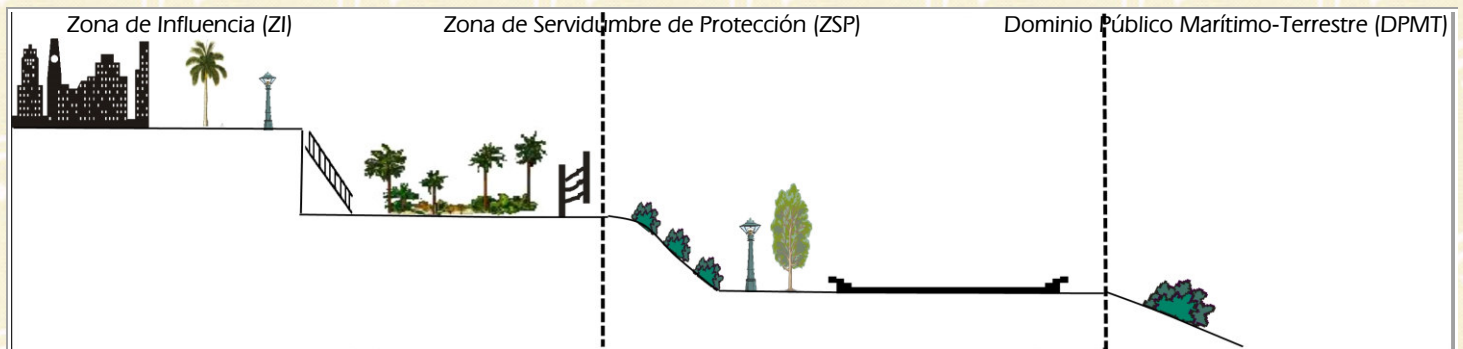 Zona de Influencia (ZI) Zona de Servidumbre de Protección (ZSP) Dominio Público Marítimo-Terrestre (DPMT)